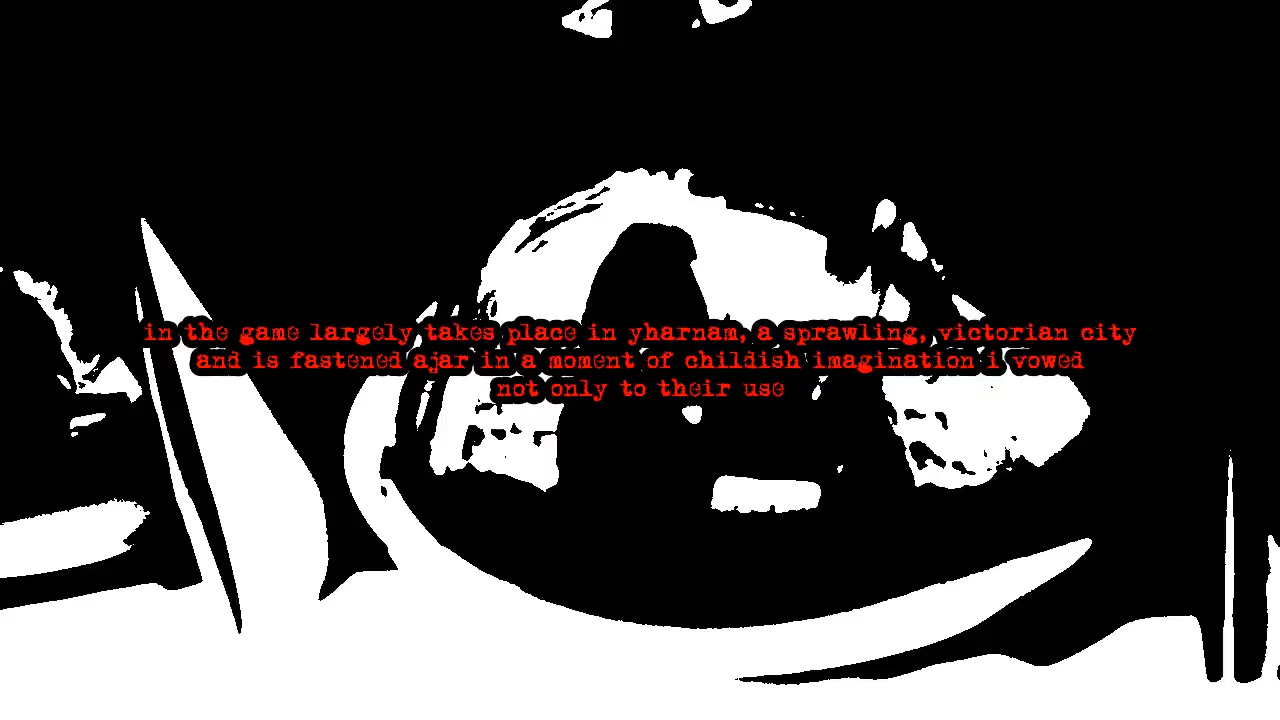 in the game largely takes place in yharnam, a sprawling, victorian city
and is fastened ajar in a moment of childish imagination i vowed
not only to their use